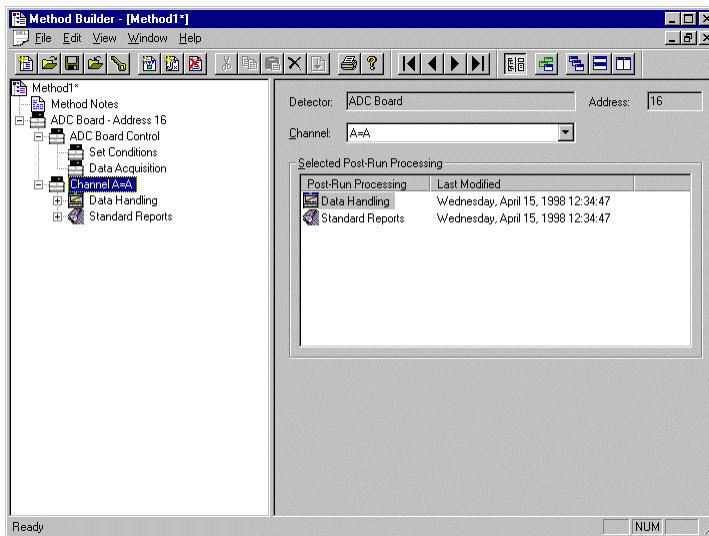 Method Builder - [Method1*]
File Edit View Window Help
Method1*
Method Notes
ADC Board - Address 16
ADC Board Control
Set Conditions
Data Acquisition
Channel A=A
Data Handling
Standard Reports
Detector: ADC Board Address: 16
Channel: A=A
Selected Post-Run Processing
Post-Run Processing Last Modified
Data Handling Wednesday, April 15, 1998 12:34:47
Standard Reports Wednesday, April 15, 1998 12:34:47
Ready NUM